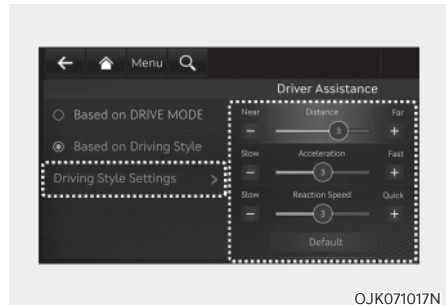 Menu
Driver Assistance
Based on DRIVE MODE
Based on Driving Style
Driving Style Settings >
Near Distance Far
- 3 +
Slow Acceleration Fast
- 3 +
Slow Reaction Speed Quick
- 3 +
Default
OJK071017N